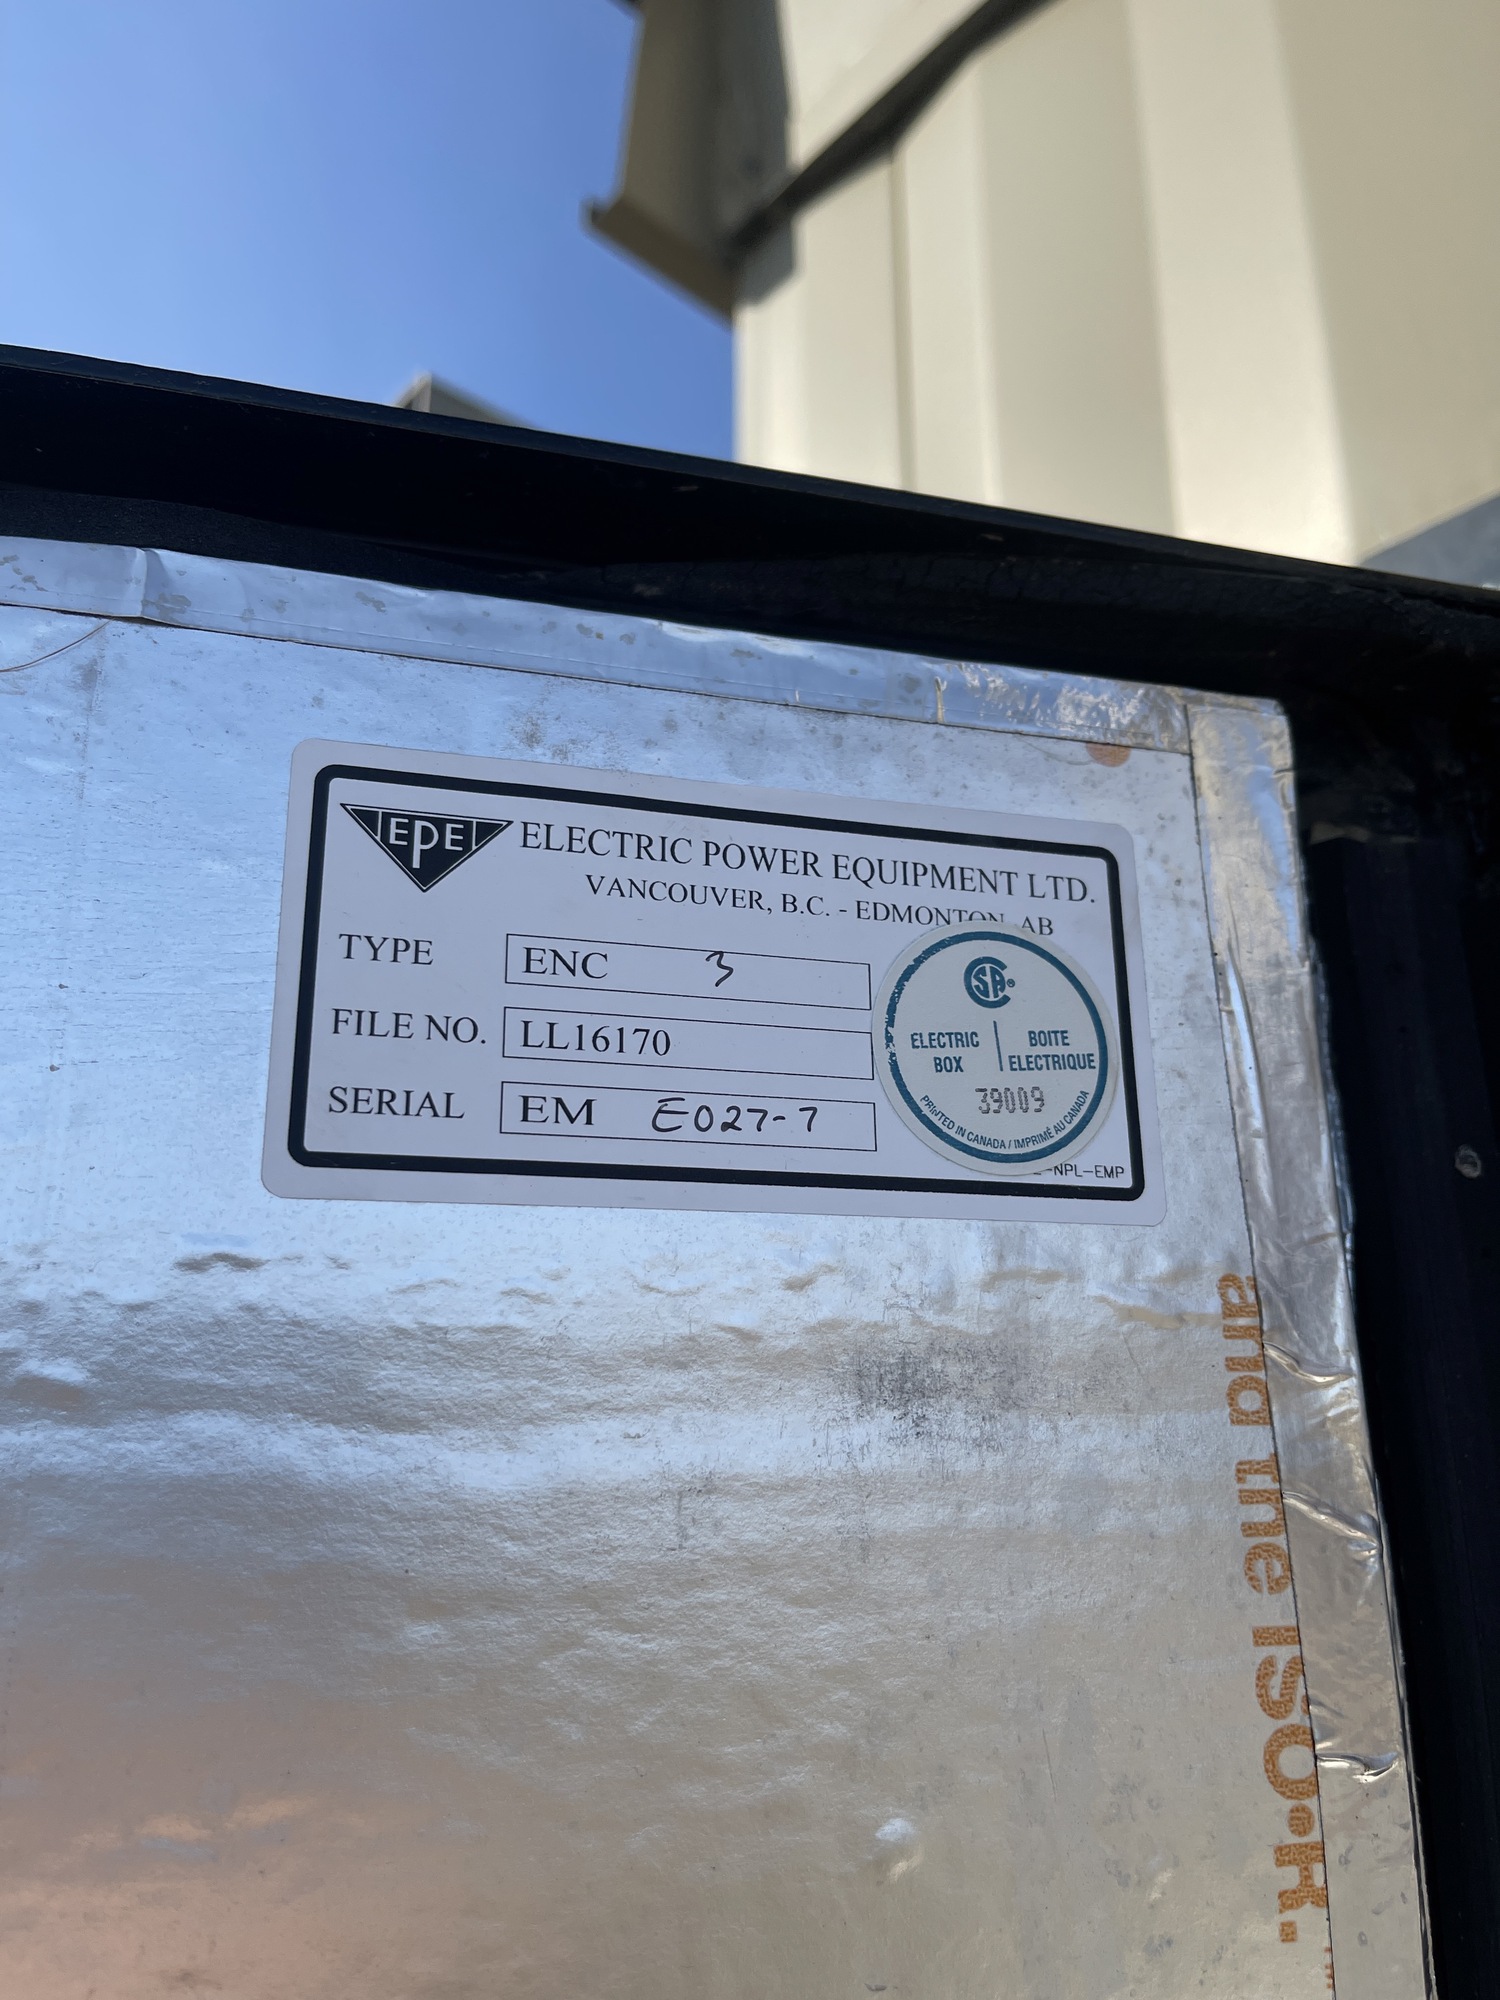 EPE ELECTRIC POWER EQUIPMENT LTD.
VANCOUVER, B.C. - EDMONTON, AB
TYPE ENC 3
FILE NO. LL16170
SERIAL EM E027-7
CSA®
ELECTRIC BOX | BOITE ELECTRIQUE
39009
PRINTED IN CANADA / IMPRIMÉ AU CANADA
-NPL-EMP
and the ISO-R.